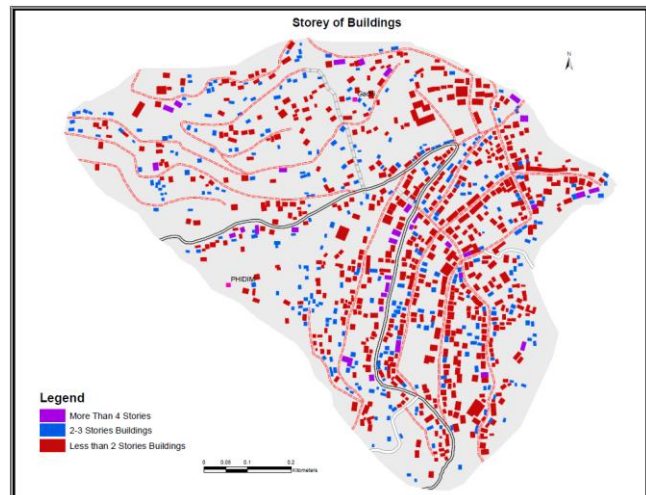 Storey of Buildings
N
PHIDIM
Legend
More Than 4 Stories
2-3 Stories Buildings
Less than 2 Stories Buildings
0 0.05 0.1 0.2
Kilometers